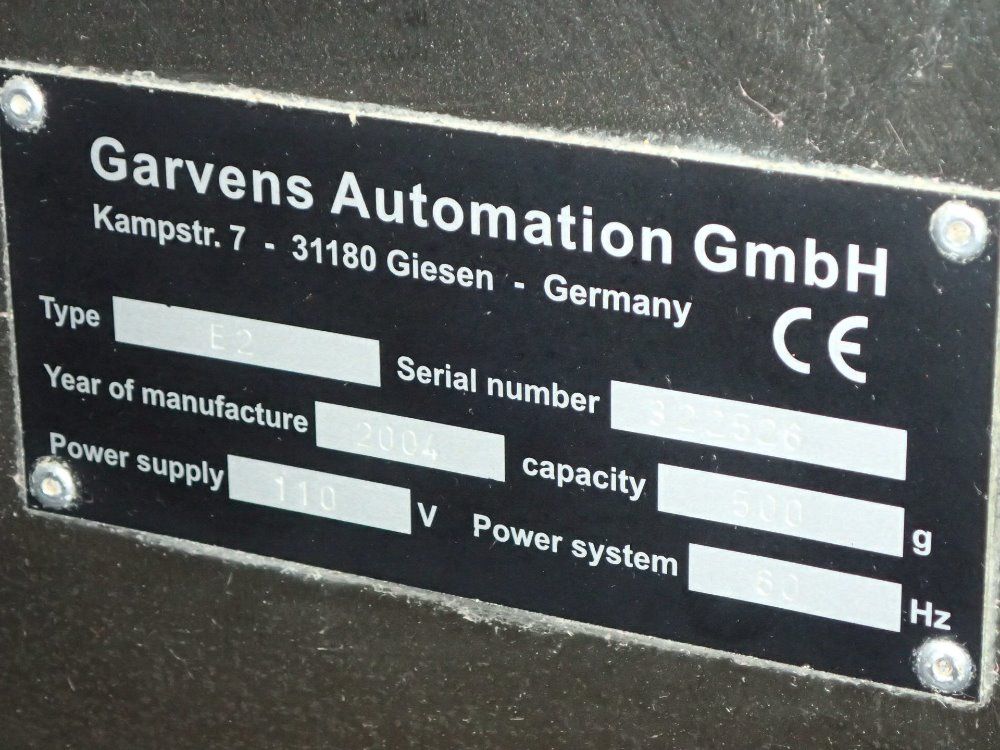 Garvens Automation GmbH
Kampstr. 7 - 31180 Giesen - Germany
CE
Type E2
Serial number 322526
Year of manufacture 2004
capacity 500 g
Power supply 110 V
Power system 60 Hz